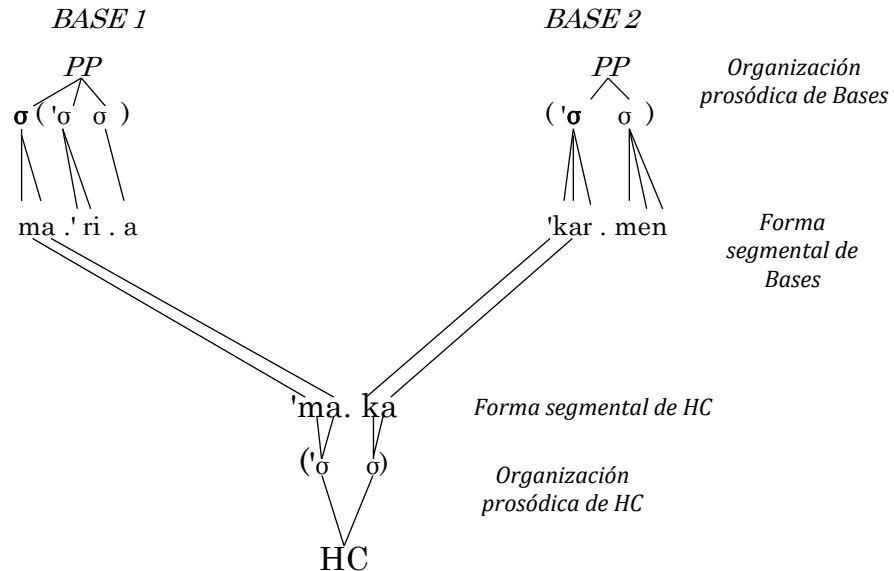 BASE 1
BASE 2
PP
PP
Organización
prosódica de Bases
σ ( 'σ σ )
( 'σ σ )
ma .' ri . a
'kar . men
Forma
segmental de
Bases
'ma. ka
Forma segmental de HC
('σ σ)
Organización
prosódica de HC
HC